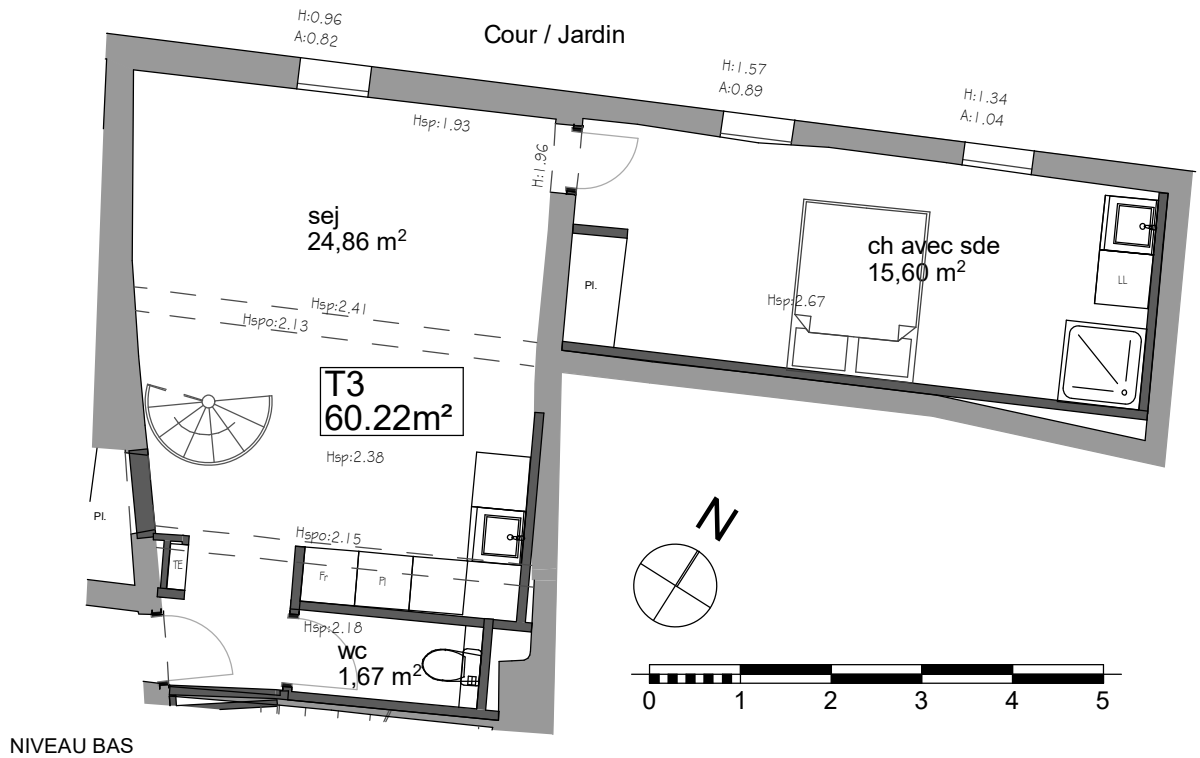 H:0.96
A:0.82
Cour / Jardin
H:1.57
A:0.89
H:1.34
A:1.04
Hsp:1.93
H:1.96
sej
24,86 m²
ch avec sde
15,60 m²
Pl.
LL
Hsp:2.67
Hsp:2.41
Hspo:2.13
T3
60.22m²
Hsp:2.38
Pl.
Hspo:2.15
TE
Fr
Pl
N
Hsp:2.18
wc
1,67 m²
0 1 2 3 4 5
NIVEAU BAS